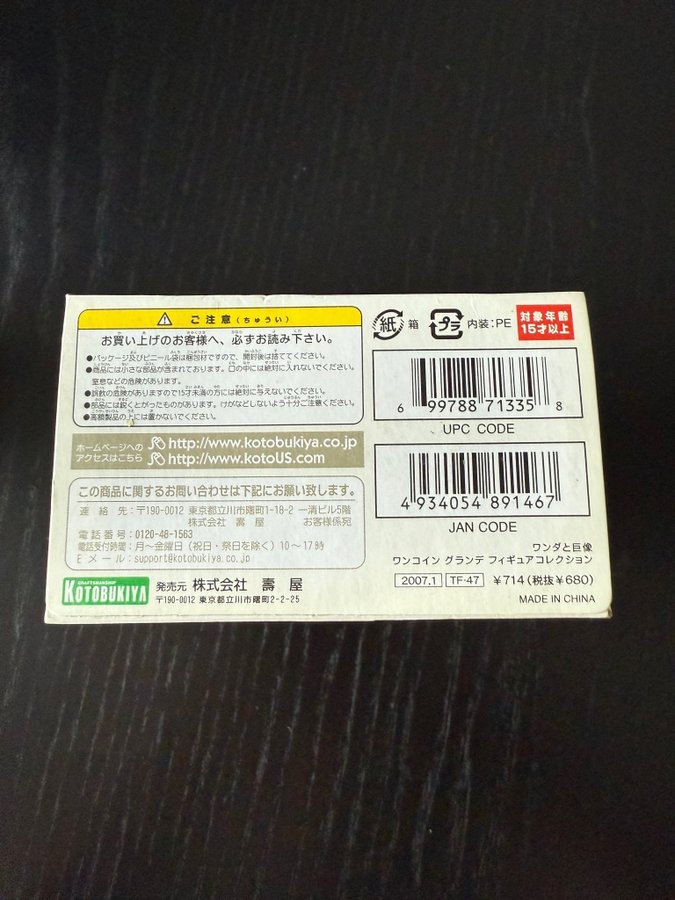 ⚠ ご注意(ちゅうい)
お買い上げのお客様へ、必ずお読み下さい。
●パッケージ及びビニール袋は梱包材ですので、開封後は捨ててください。
●商品には小さな部品が含まれております。口の中には絶対に入れないでください。
窒息などの危険があります。
●誤飲の危険がありますので15才未満の方には絶対に与えないでください。
●部品には鋭くとがったものがあります。けがなどしないよう十分ご注意ください。
●高額製品の上には置かないでください。
ホームページへの
アクセスはこちら
http://www.kotobukiya.co.jp
http://www.kotoUS.com
この商品に関するお問い合わせは下記にお願い致します。
連絡先:〒190-0012 東京都立川市曙町1-18-2 一清ビル5階
株式会社 壽屋 お客様係宛
電話番号:0120-48-1563
電話受付時間:月~金曜日(祝日・祭日を除く)10~17時
Eメール:support@kotobukiya.co.jp
CRAFTSMANSHIP
KOTOBUKIYA
発売元 株式会社 壽屋
〒190-0012 東京都立川市曙町2-2-25
紙 箱 プラ 内装:PE
対象年齢
15才以上
6 99788 71335 8
UPC CODE
4 934054 891467
JAN CODE
ワンダと巨像
ワンコイン グランデ フィギュアコレクション
2007.1 TF-47 ¥714(税抜¥680)
MADE IN CHINA